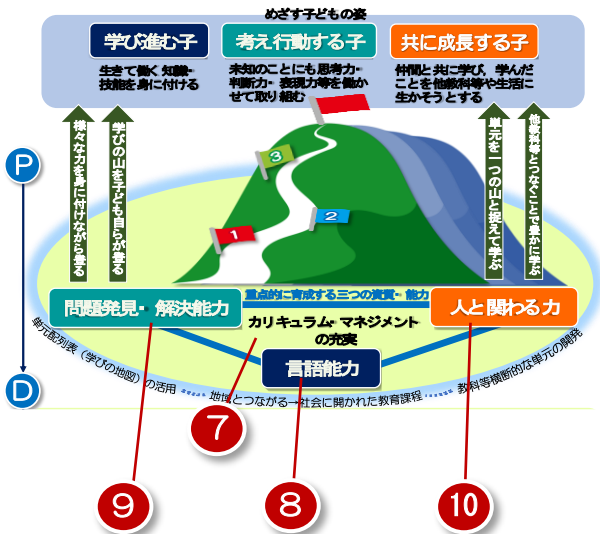 めざす子どもの姿
学び進む子
考え行動する子
共に成長する子
生きて働く知識・
技能を身に付ける
未知のことにも思考力・
判断力・表現力等を働か
せて取り組む
仲間と共に学び，学んだ
ことを他教科等や生活に
生かそうとする
P
様々な力を身に付けながら登る
学びの山を子ども自らが登る
3
2
1
単元を一つの山と捉えて学ぶ
他教科等とつなぐことで豊かに学ぶ
重点的に育成する三つの資質・能力
問題発見・解決能力
人と関わる力
カリキュラム・マネジメント
の充実
言語能力
D
単元配列表（学びの地図）の活用
地域とつながる→社会に開かれた教育課程
教科等横断的な単元の開発
7
9
8
10